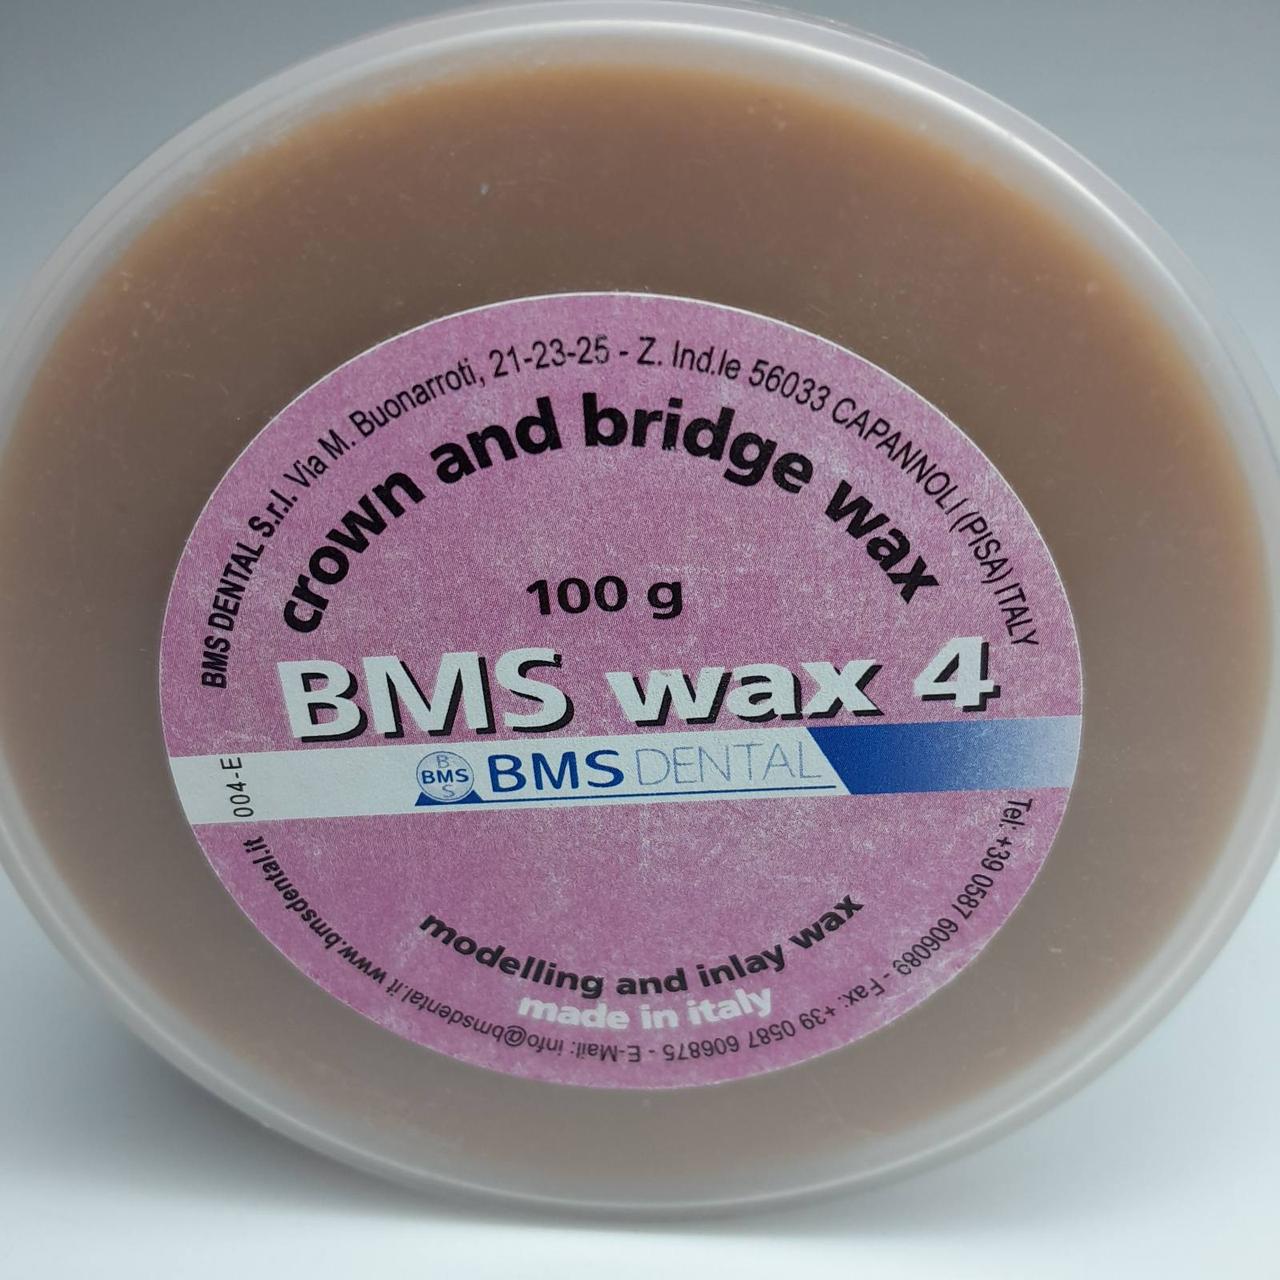 BMS DENTAL S.r.l. Via M. Buonarroti, 21-23-25 - Z. Ind.le 56033 CAPANNOLI (PISA) ITALY
crown and bridge wax
100 g
BMS wax 4
B
BMS
S
BMS DENTAL
004-E
modelling and inlay wax
made in italy
Tel: +39 0587 606089 - Fax: +39 0587 606875 - E-Mail: info@bmsdental.it www.bmsdental.it